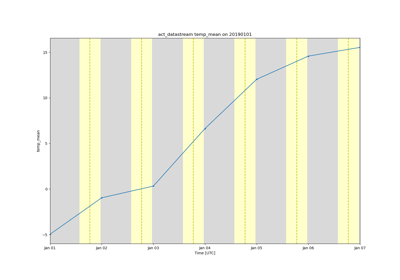 act_datastream temp_mean on 20190101
15
10
5
0
−5
temp_mean
Jan 01 Jan 02 Jan 03 Jan 04 Jan 05 Jan 06 Jan 07
Time [UTC]